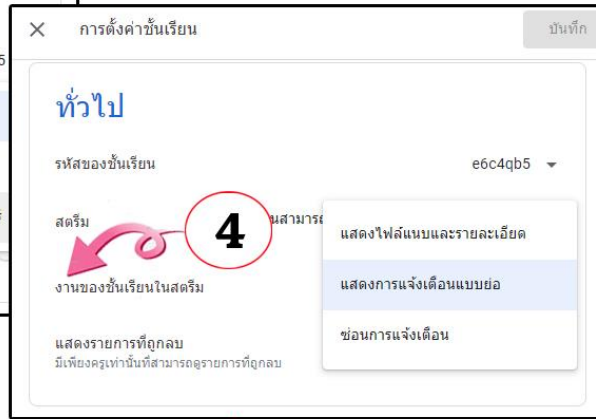 การตั้งค่าชั้นเรียน
บันทึก
ทั่วไป
รหัสของชั้นเรียน
e6c4qb5
สตรีม
4
แสดงไฟล์แนบและรายละเอียด
งานของชั้นเรียนในสตรีม
แสดงการแจ้งเตือนแบบย่อ
ซ่อนการแจ้งเตือน
แสดงรายการที่ถูกลบ
มีเพียงครูเท่านั้นที่สามารถดูรายการที่ถูกลบ